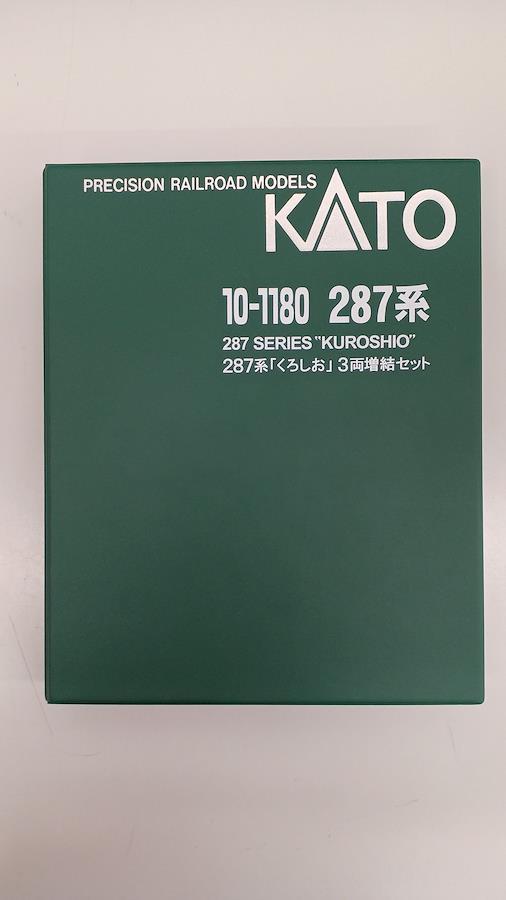 PRECISION RAILROAD MODELS
KATO
10-1180 287系
287 SERIES "KUROSHIO"
287系「くろしお」3両増結セット